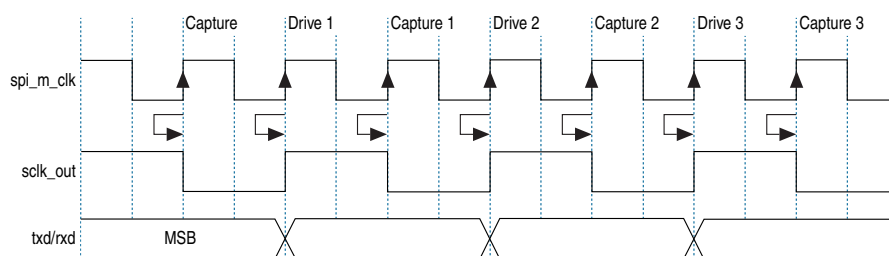 Capture Drive 1 Capture 1 Drive 2 Capture 2 Drive 3 Capture 3
spi_m_clk
sclk_out
txd/rxd MSB